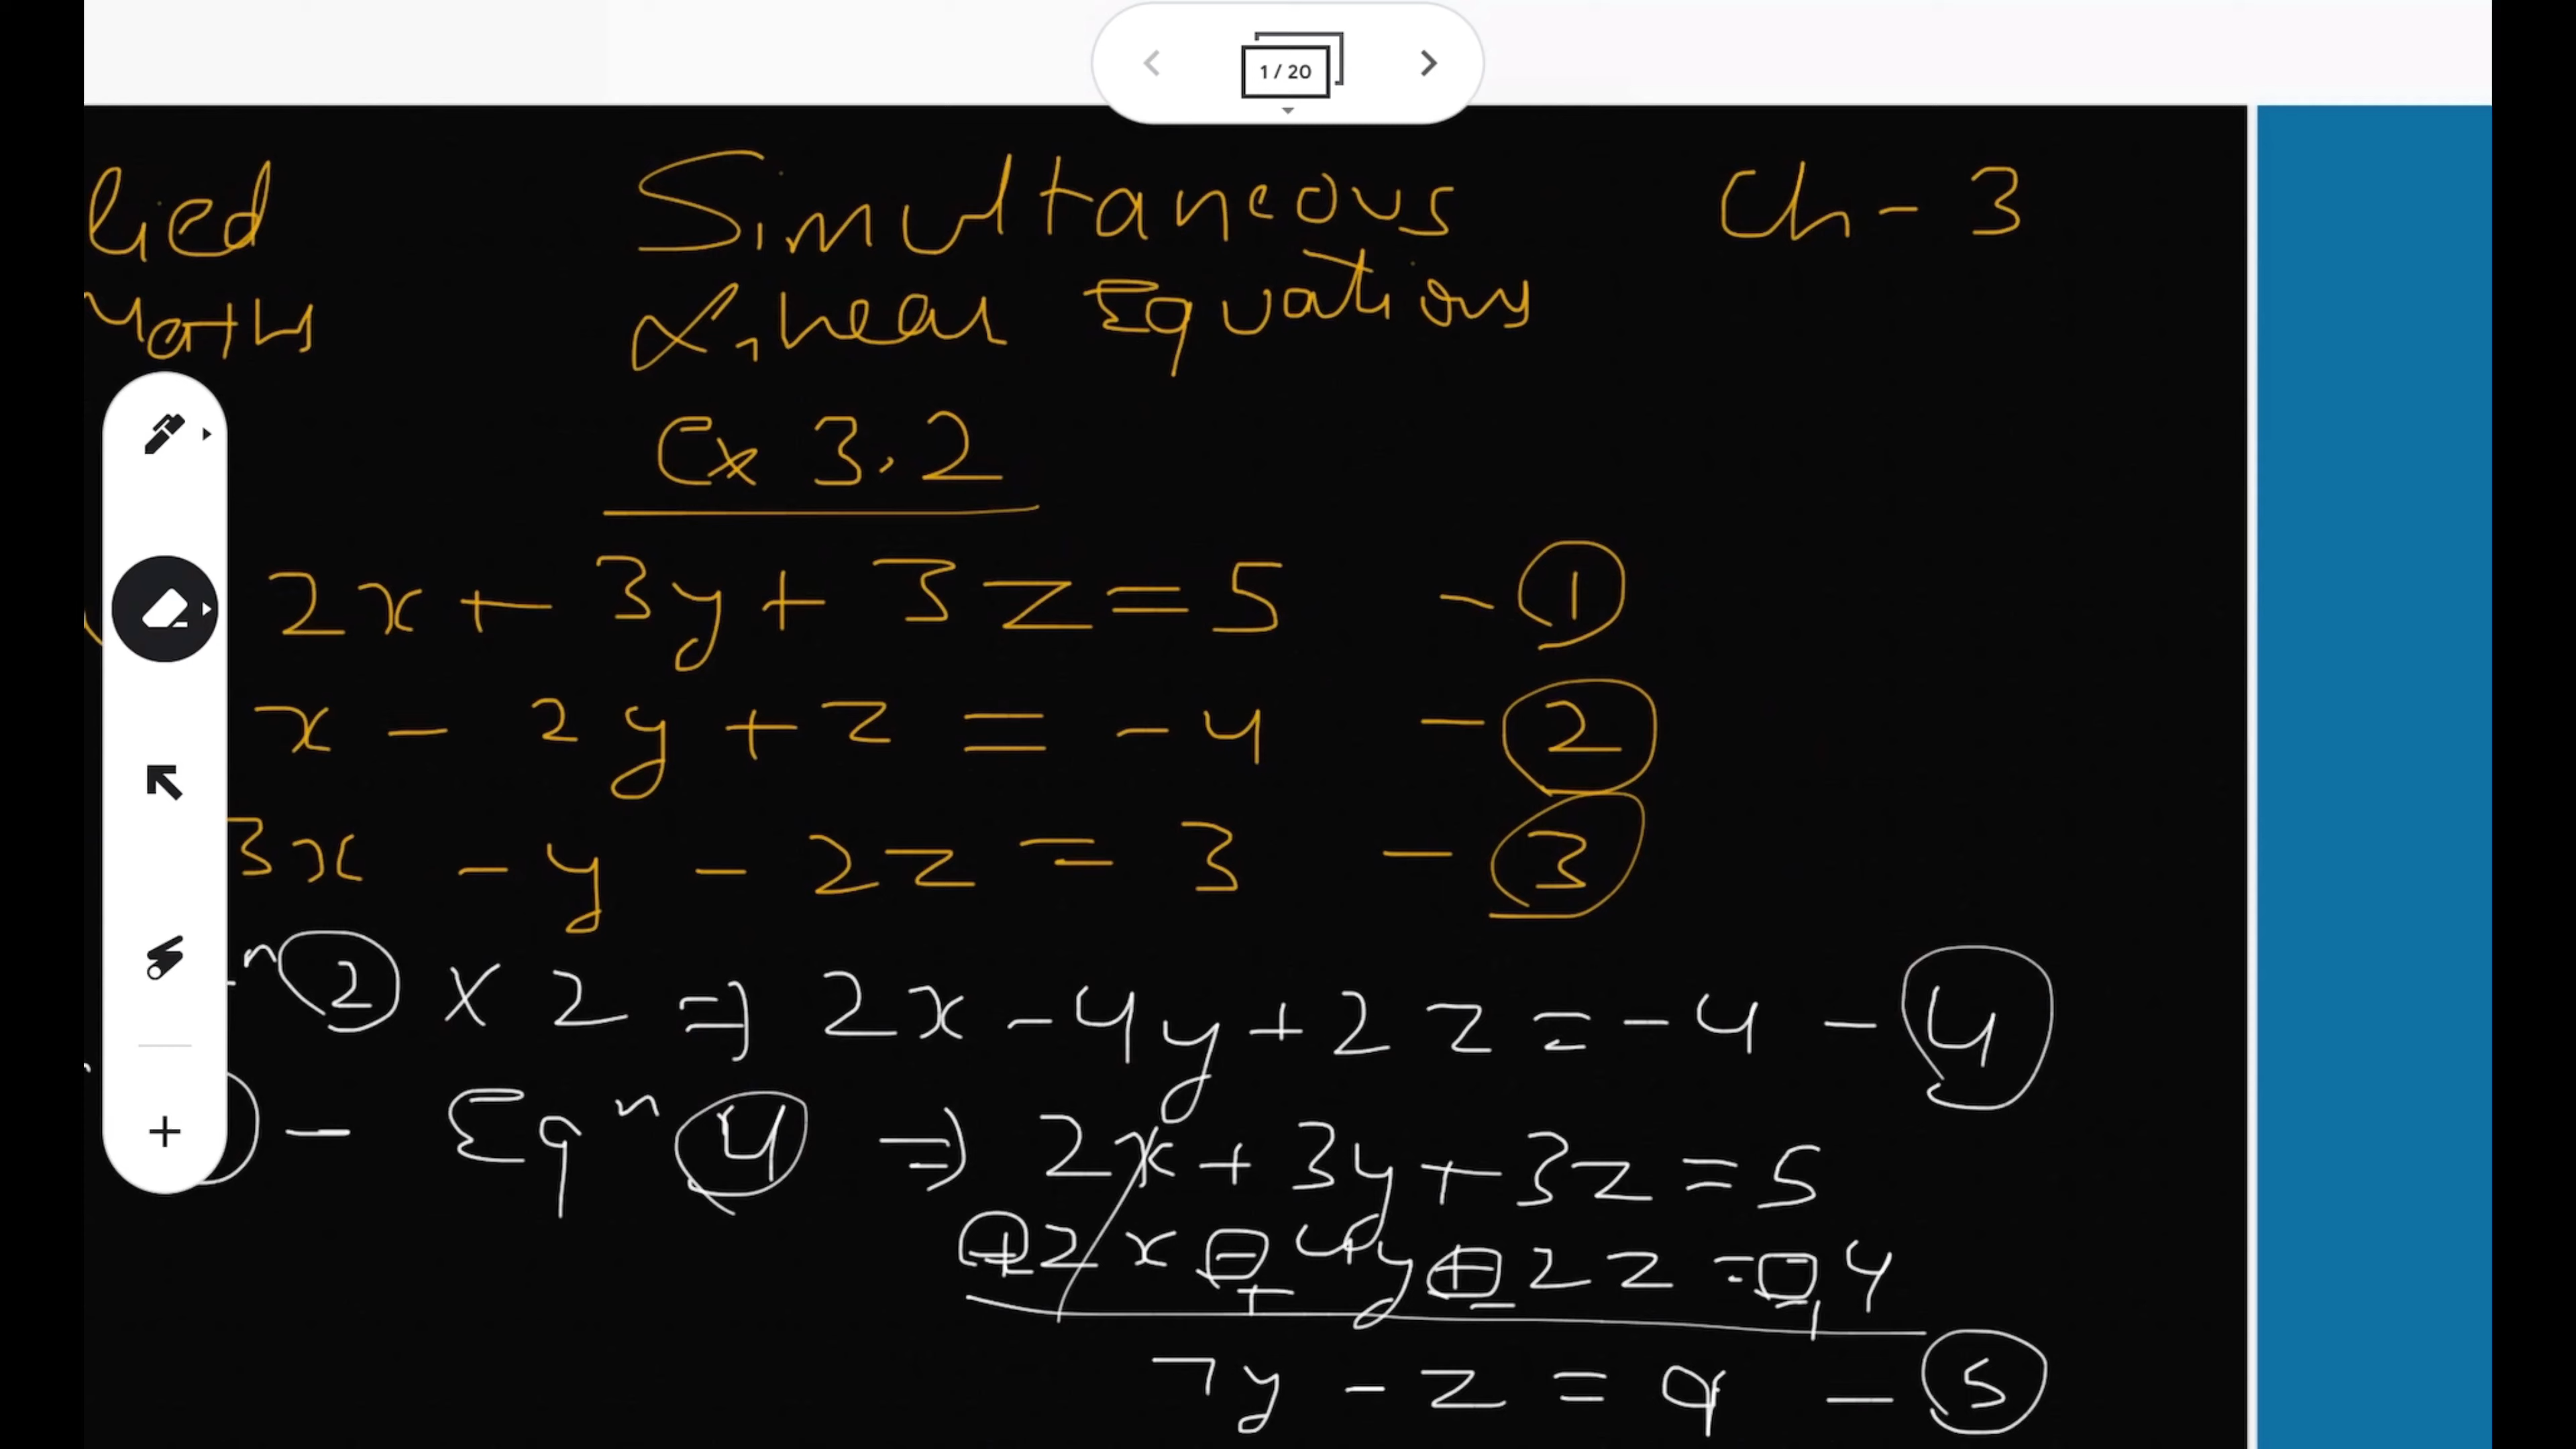 1 / 20
lied Simultaneous Ch - 3
Maths Linear Equations
Ex 3.2
2x + 3y + 3z = 5 - 1
x - 2y + z = - 4 - 2
3x - y - 2z = 3 - 3
n 2 × 2 ⇒ 2x - 4y + 2z = - 4 - 4
- Eqⁿ 4 ⇒ 2x + 3y + 3z = 5
+ 2x - 4y + 2z = - 4
- + - +
7y - z = 9 - 5